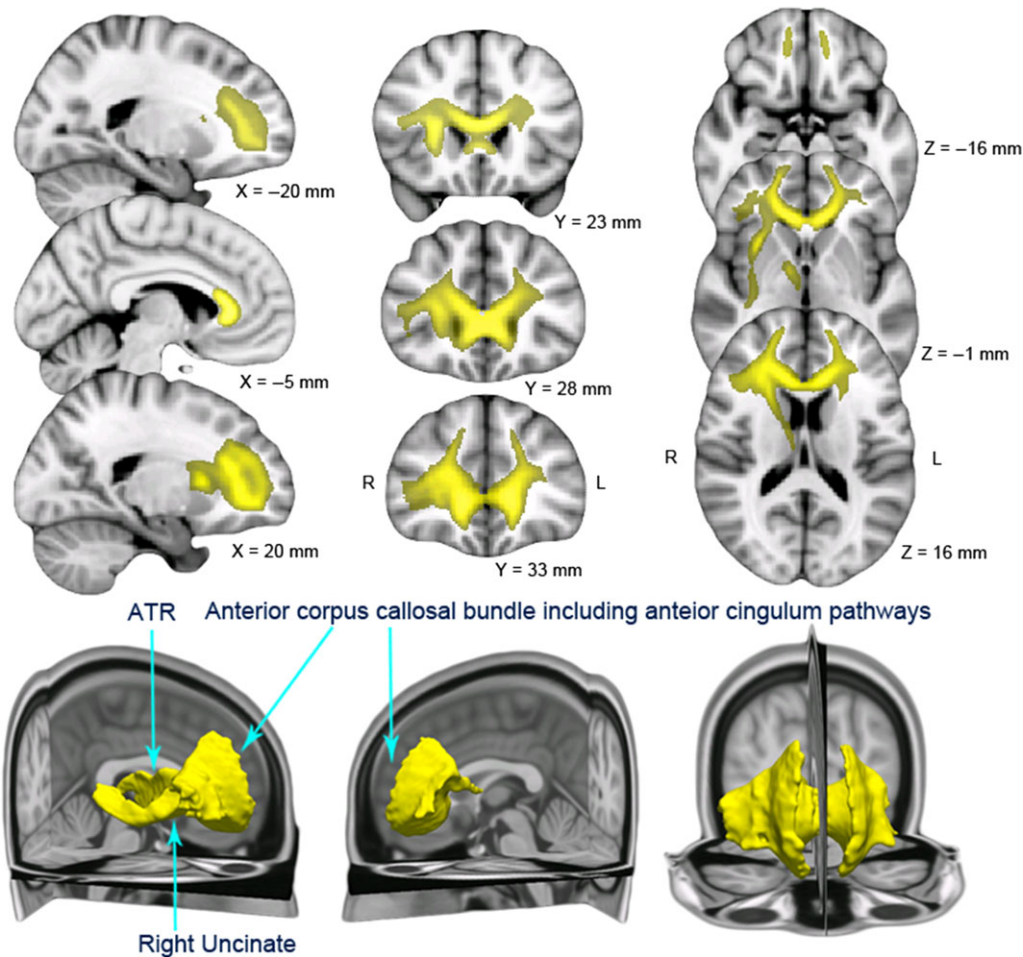 X = –20 mm
X = –5 mm
X = 20 mm
Y = 23 mm
Y = 28 mm
R
L
Y = 33 mm
Z = –16 mm
Z = –1 mm
R
L
Z = 16 mm
ATR
Anterior corpus callosal bundle including anteior cingulum pathways
Right Uncinate